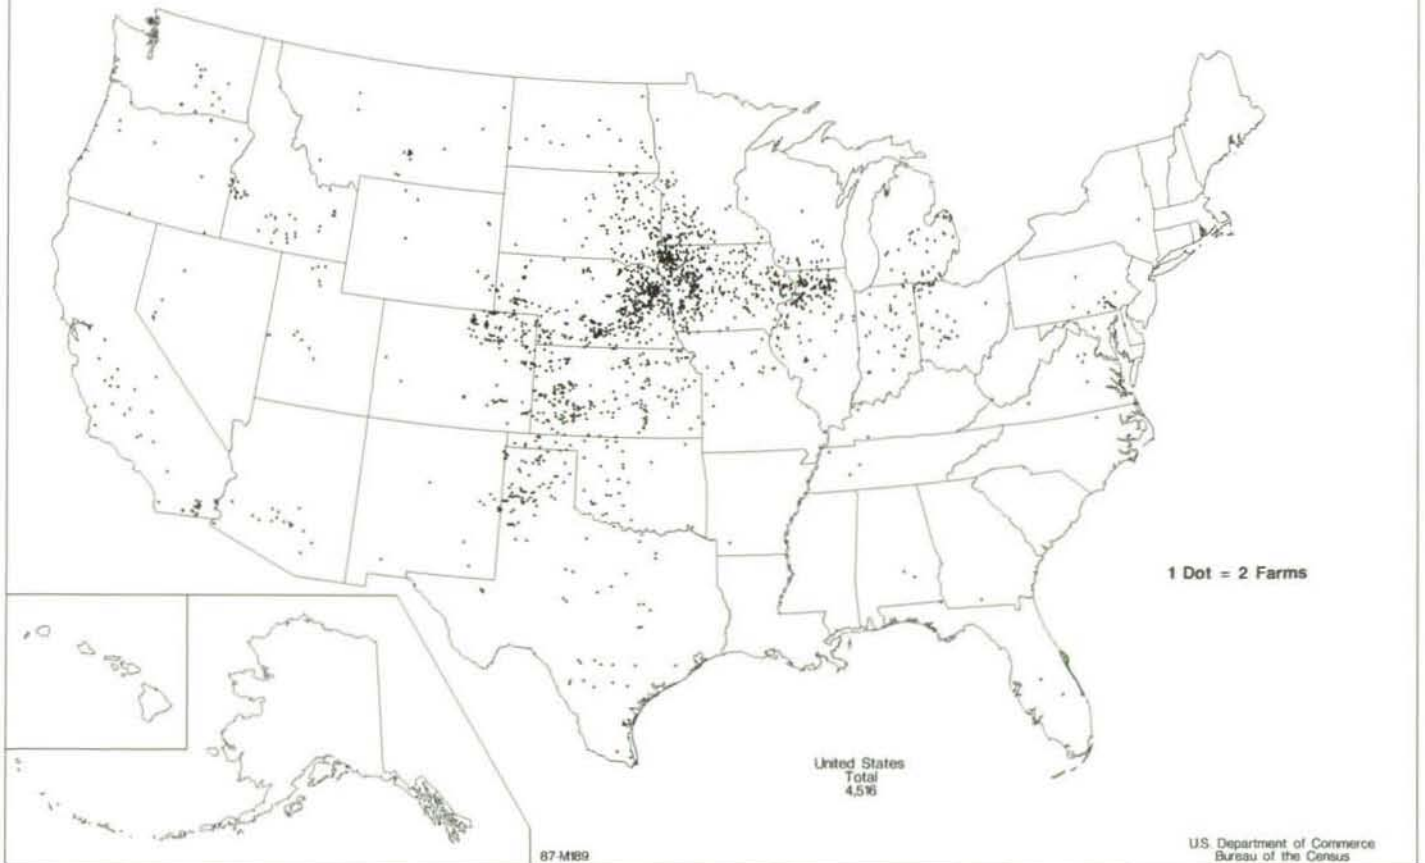 1 Dot = 2 Farms
United States
Total
4,516
87-M189
U.S. Department of Commerce
Bureau of the Census